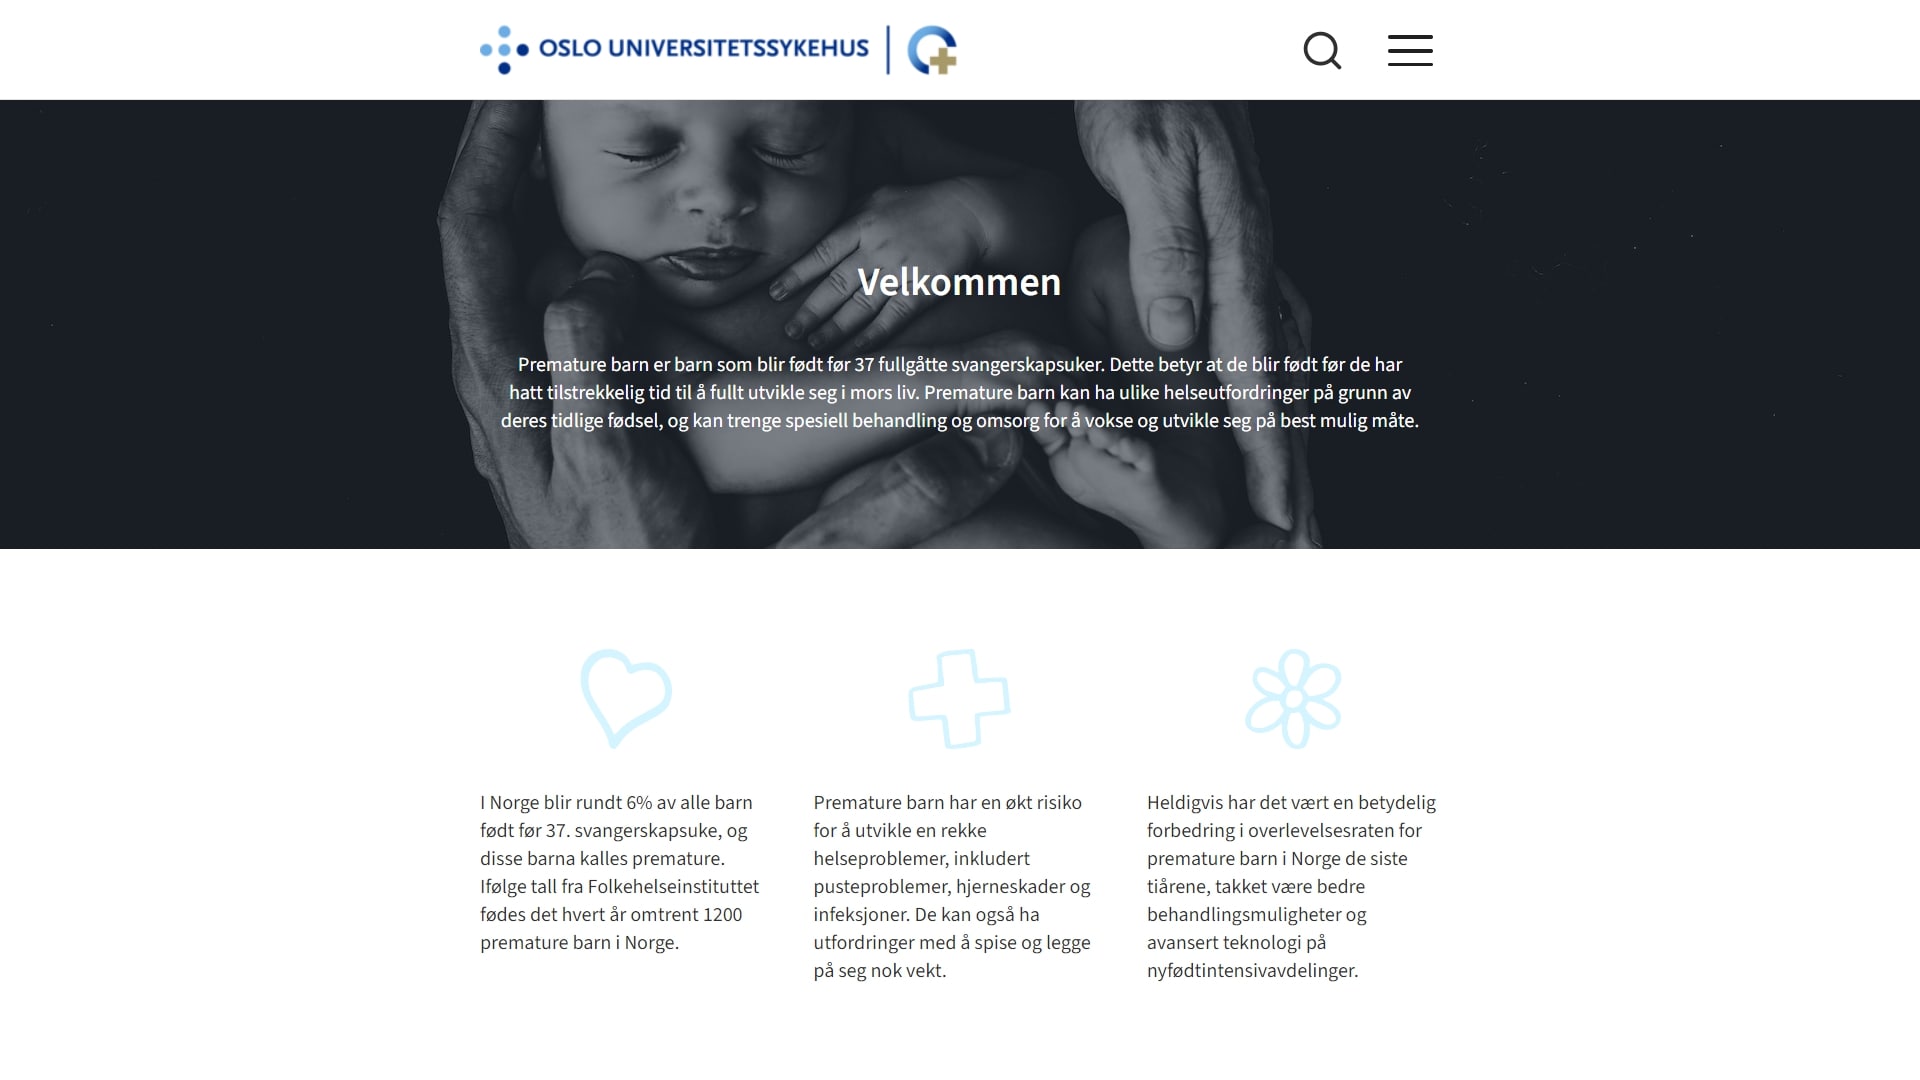 OSLO UNIVERSITETSSYKEHUS
Velkommen
Premature barn er barn som blir født før 37 fullgåtte svangerskapsuker. Dette betyr at de blir født før de har
hatt tilstrekkelig tid til å fullt utvikle seg i mors liv. Premature barn kan ha ulike helseutfordringer på grunn av
deres tidlige fødsel, og kan trenge spesiell behandling og omsorg for å vokse og utvikle seg på best mulig måte.
I Norge blir rundt 6% av alle barn
født før 37. svangerskapsuke, og
disse barna kalles premature.
Ifølge tall fra Folkehelseinstituttet
fødes det hvert år omtrent 1200
premature barn i Norge.
Premature barn har en økt risiko
for å utvikle en rekke
helseproblemer, inkludert
pusteproblemer, hjerneskader og
infeksjoner. De kan også ha
utfordringer med å spise og legge
på seg nok vekt.
Heldigvis har det vært en betydelig
forbedring i overlevelsesraten for
premature barn i Norge de siste
tiårene, takket være bedre
behandlingsmuligheter og
avansert teknologi på
nyfødtintensivavdelinger.